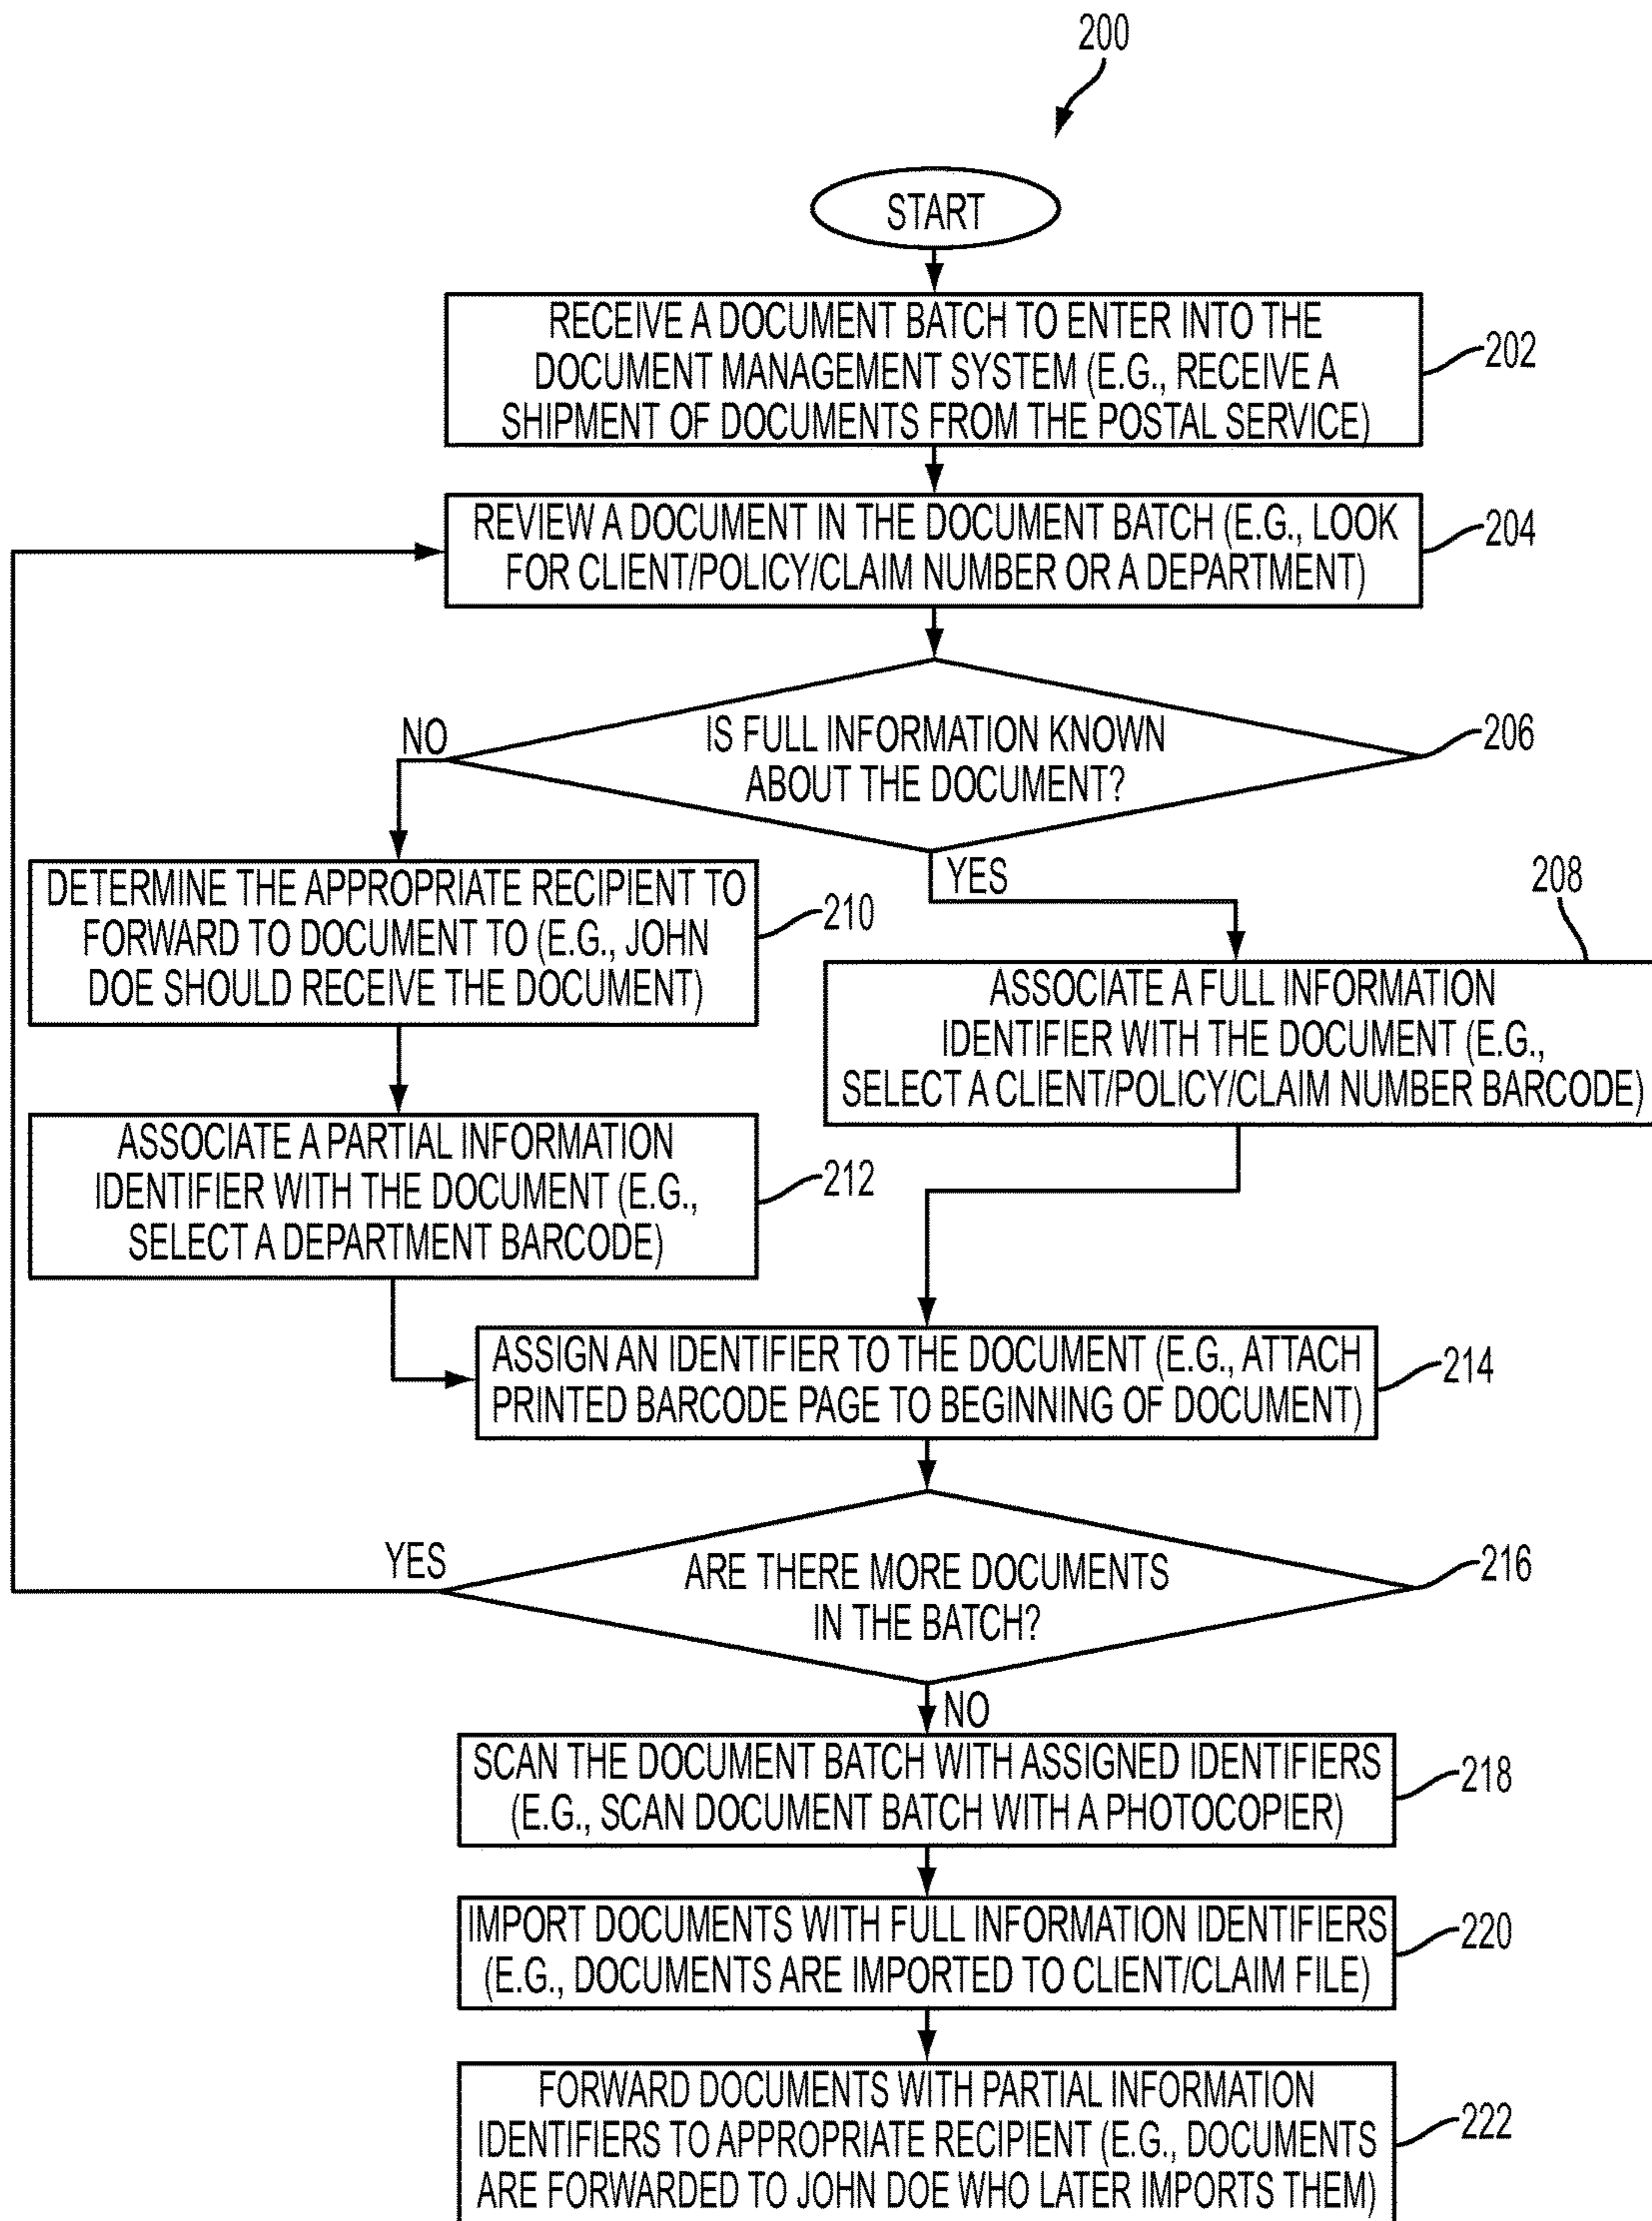 200
START
RECEIVE A DOCUMENT BATCH TO ENTER INTO THE
DOCUMENT MANAGEMENT SYSTEM (E.G., RECEIVE A
SHIPMENT OF DOCUMENTS FROM THE POSTAL SERVICE)
202
REVIEW A DOCUMENT IN THE DOCUMENT BATCH (E.G., LOOK
FOR CLIENT/POLICY/CLAIM NUMBER OR A DEPARTMENT)
204
IS FULL INFORMATION KNOWN
ABOUT THE DOCUMENT?
206
NO
YES
DETERMINE THE APPROPRIATE RECIPIENT TO
FORWARD TO DOCUMENT TO (E.G., JOHN
DOE SHOULD RECEIVE THE DOCUMENT)
210
208
ASSOCIATE A FULL INFORMATION
IDENTIFIER WITH THE DOCUMENT (E.G.,
SELECT A CLIENT/POLICY/CLAIM NUMBER BARCODE)
ASSOCIATE A PARTIAL INFORMATION
IDENTIFIER WITH THE DOCUMENT (E.G.,
SELECT A DEPARTMENT BARCODE)
212
ASSIGN AN IDENTIFIER TO THE DOCUMENT (E.G., ATTACH
PRINTED BARCODE PAGE TO BEGINNING OF DOCUMENT)
214
YES
ARE THERE MORE DOCUMENTS
IN THE BATCH?
216
NO
SCAN THE DOCUMENT BATCH WITH ASSIGNED IDENTIFIERS
(E.G., SCAN DOCUMENT BATCH WITH A PHOTOCOPIER)
218
IMPORT DOCUMENTS WITH FULL INFORMATION IDENTIFIERS
(E.G., DOCUMENTS ARE IMPORTED TO CLIENT/CLAIM FILE)
220
FORWARD DOCUMENTS WITH PARTIAL INFORMATION
IDENTIFIERS TO APPROPRIATE RECIPIENT (E.G., DOCUMENTS
ARE FORWARDED TO JOHN DOE WHO LATER IMPORTS THEM)
222